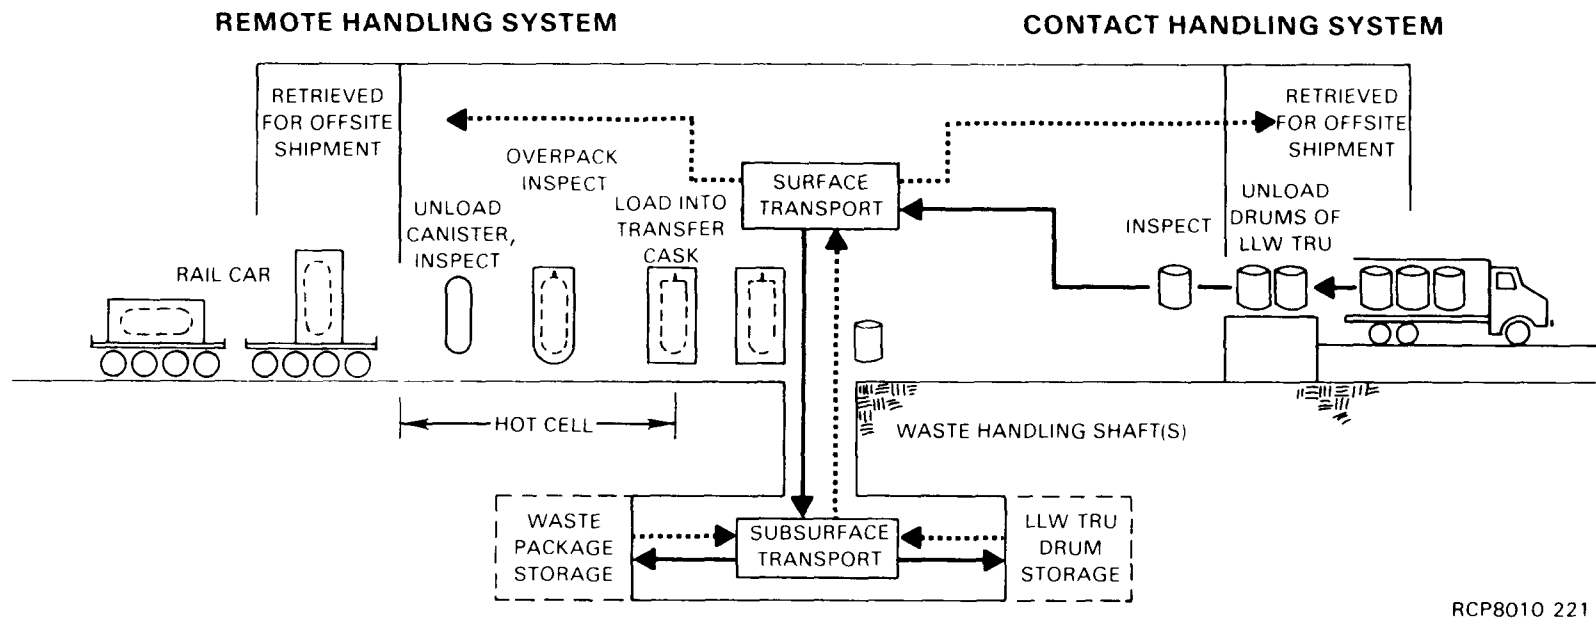 REMOTE HANDLING SYSTEM
CONTACT HANDLING SYSTEM
RETRIEVED
FOR OFFSITE
SHIPMENT
RETRIEVED
FOR OFFSITE
SHIPMENT
OVERPACK
INSPECT
SURFACE
TRANSPORT
UNLOAD
CANISTER,
INSPECT
LOAD INTO
TRANSFER
CASK
INSPECT
UNLOAD
DRUMS OF
LLW TRU
RAIL CAR
HOT CELL
WASTE HANDLING SHAFT(S)
WASTE
PACKAGE
STORAGE
SUBSURFACE
TRANSPORT
LLW TRU
DRUM
STORAGE
RCP8010 221